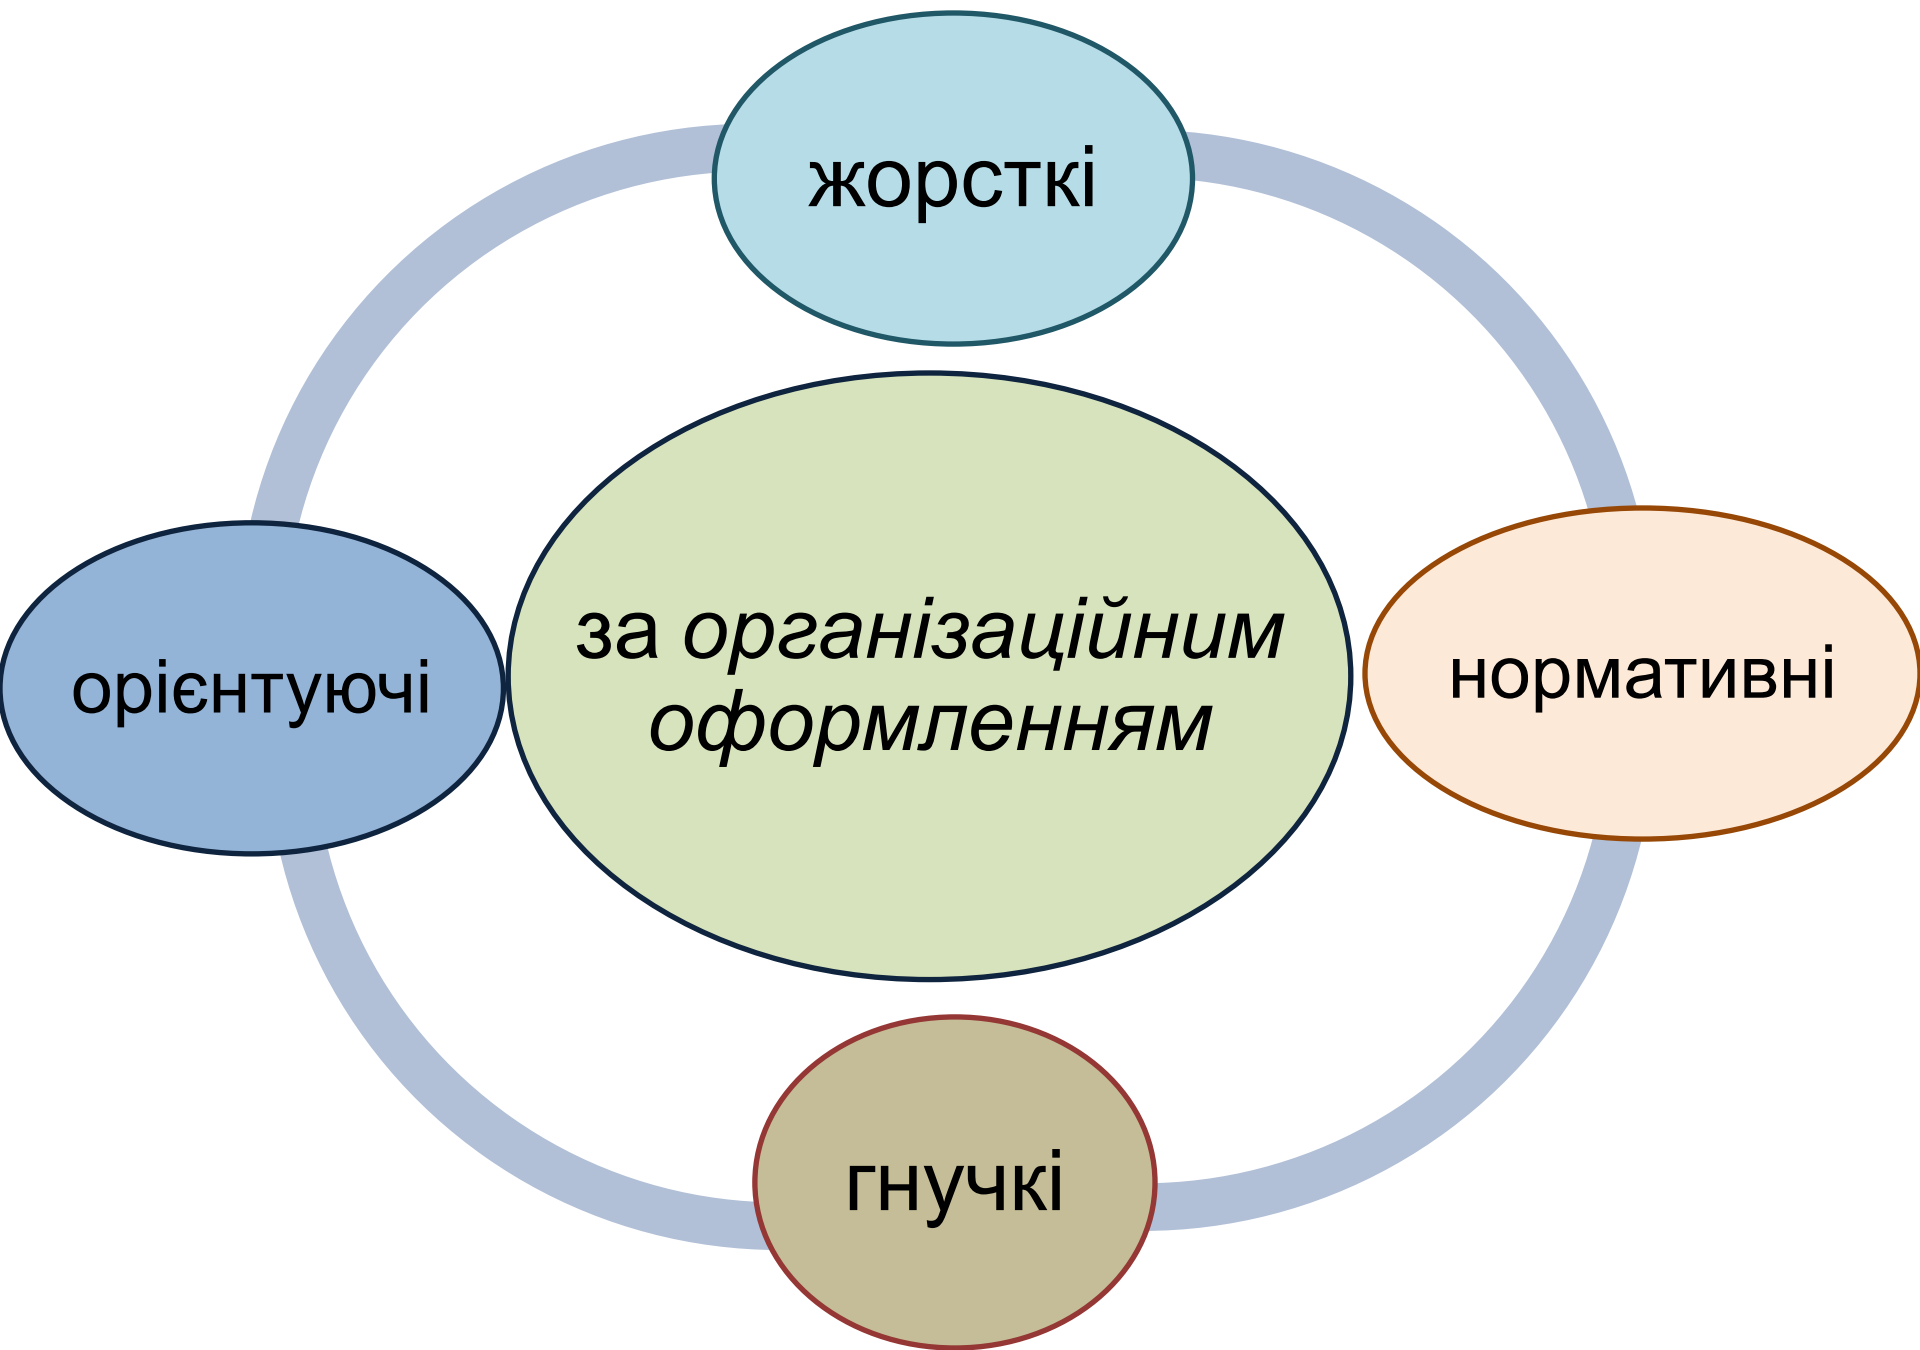 жорсткі
за організаційним
оформленням
орієнтуючі
нормативні
гнучкі